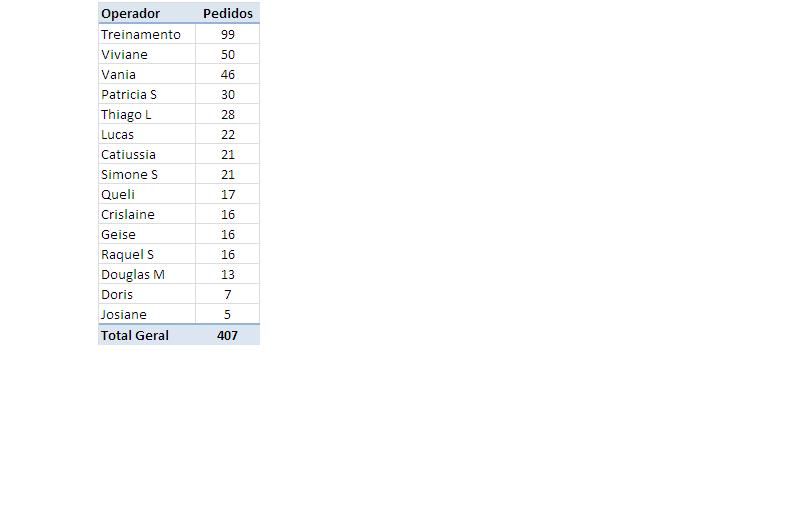 Operador Pedidos
Treinamento 99
Viviane 50
Vania 46
Patricia S 30
Thiago L 28
Lucas 22
Catiussia 21
Simone S 21
Queli 17
Crislaine 16
Geise 16
Raquel S 16
Douglas M 13
Doris 7
Josiane 5
Total Geral 407